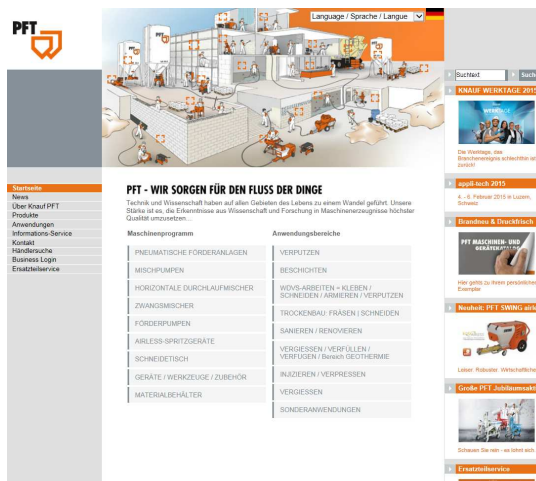 PFT
Language / Sprache / Langue
Startseite
News
Über Knauf PFT
Produkte
Anwendungen
Informations-Service
Kontakt
Händlersuche
Business Login
Ersatzteilservice
PFT - WIR SORGEN FÜR DEN FLUSS DER DINGE
Technik und Wissenschaft haben auf allen Gebieten des Lebens zu einem Wandel geführt. Unsere
Stärke ist es, die Erkenntnisse aus Wissenschaft und Forschung in Maschinenerzeugnisse höchster
Qualität umzusetzen...
Maschinenprogramm
PNEUMATISCHE FÖRDERANLAGEN
MISCHPUMPEN
HORIZONTALE DURCHLAUFMISCHER
ZWANGSMISCHER
FÖRDERPUMPEN
AIRLESS-SPRITZGERÄTE
SCHNEIDETISCH
GERÄTE / WERKZEUGE / ZUBEHÖR
MATERIALBEHÄLTER
Anwendungsbereiche
VERPUTZEN
BESCHICHTEN
WDVS-ARBEITEN = KLEBEN /
SCHNEIDEN / ARMIEREN / VERPUTZEN
TROCKENBAU: FRÄSEN | SCHNEIDEN
SANIEREN / RENOVIEREN
VERGIESSEN / VERFÜLLEN /
VERFUGEN / Bereich GEOTHERMIE
INJIZIEREN / VERPRESSEN
VERGIESSEN
SONDERANWENDUNGEN
Suchtext
Suche
KNAUF WERKTAGE 2015
WERKTAGE
Die Werktage, das
Branchenereignis schlechthin ist
zurück!
appli-tech 2015
4. - 6. Februar 2015 in Luzern,
Schweiz
Brandneu & Druckfrisch
PFT MASCHINEN- UND
GERÄTEKATALOG
Hier gehts zu Ihrem persönlichen
Exemplar
Neuheit: PFT SWING airless
Leiser. Robuster. Wirtschaftlicher
Große PFT Jubiläumsakt
Schauen Sie rein - es lohnt sich
Ersatzteilservice